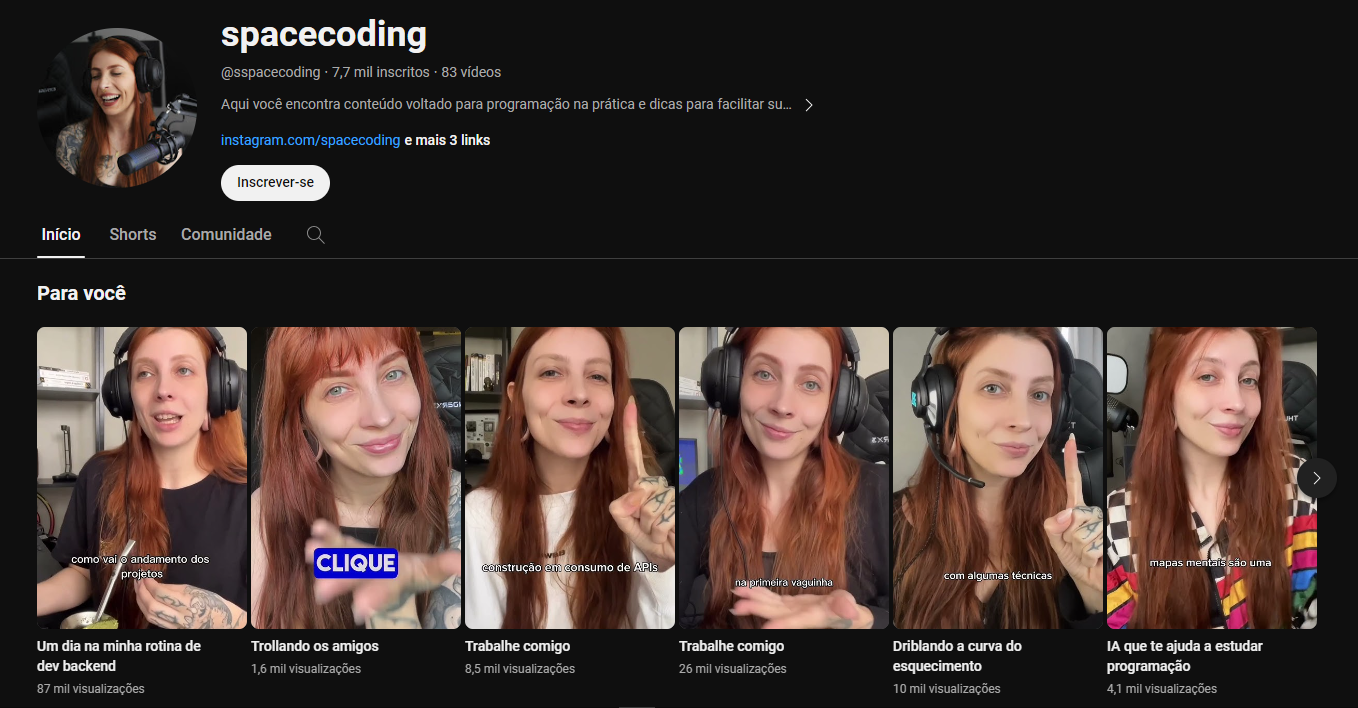 spacecoding
@sspacecoding · 7,7 mil inscritos · 83 vídeos
Aqui você encontra conteúdo voltado para programação na prática e dicas para facilitar su...
instagram.com/spacecoding e mais 3 links
Inscrever-se
Início Shorts Comunidade
Para você
como vai o andamento dos
projetos
CLIQUE
construção em consumo de APIs
na primeira vaguinha
com algumas técnicas
mapas mentais são uma
Um dia na minha rotina de
dev backend
87 mil visualizações
Trollando os amigos
1,6 mil visualizações
Trabalhe comigo
8,5 mil visualizações
Trabalhe comigo
26 mil visualizações
Driblando a curva do
esquecimento
10 mil visualizações
IA que te ajuda a estudar
programação
4,1 mil visualizações